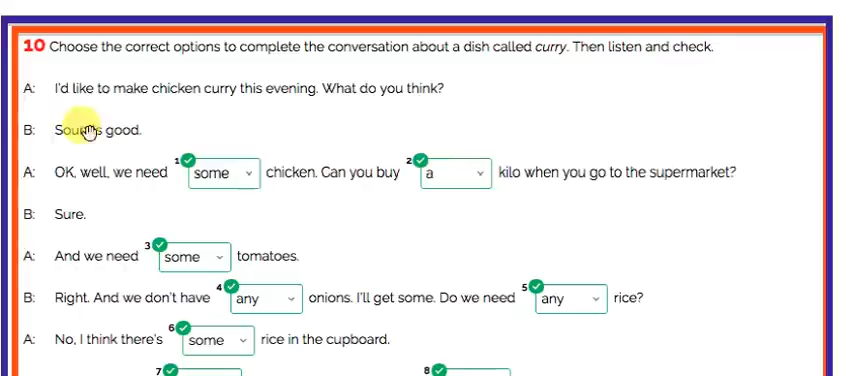 10 Choose the correct options to complete the conversation about a dish called curry. Then listen and check.
A: I'd like to make chicken curry this evening. What do you think?
B: Sounds good.
A: OK, well, we need 1 some chicken. Can you buy 2 a kilo when you go to the supermarket?
B: Sure.
A: And we need 3 some tomatoes.
B: Right. And we don't have 4 any onions. I'll get some. Do we need 5 any rice?
A: No, I think there's 6 some rice in the cupboard.
7 8